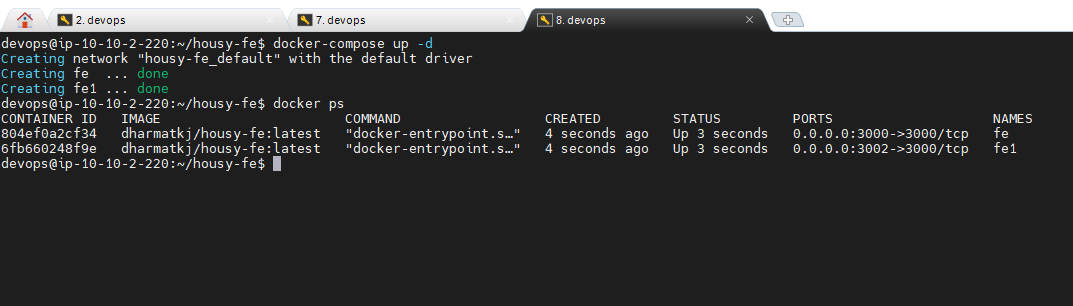 2. devops
7. devops
8. devops
devops@ip-10-10-2-220:~/housy-fe$ docker-compose up -d
Creating network "housy-fe_default" with the default driver
Creating fe  ... done
Creating fe1 ... done
devops@ip-10-10-2-220:~/housy-fe$ docker ps
CONTAINER ID   IMAGE                       COMMAND                  CREATED         STATUS         PORTS                    NAMES
804ef0a2cf34   dharmatkj/housy-fe:latest   "docker-entrypoint.s…"   4 seconds ago   Up 3 seconds   0.0.0.0:3000->3000/tcp   fe
6fb660248f9e   dharmatkj/housy-fe:latest   "docker-entrypoint.s…"   4 seconds ago   Up 3 seconds   0.0.0.0:3002->3000/tcp   fe1
devops@ip-10-10-2-220:~/housy-fe$